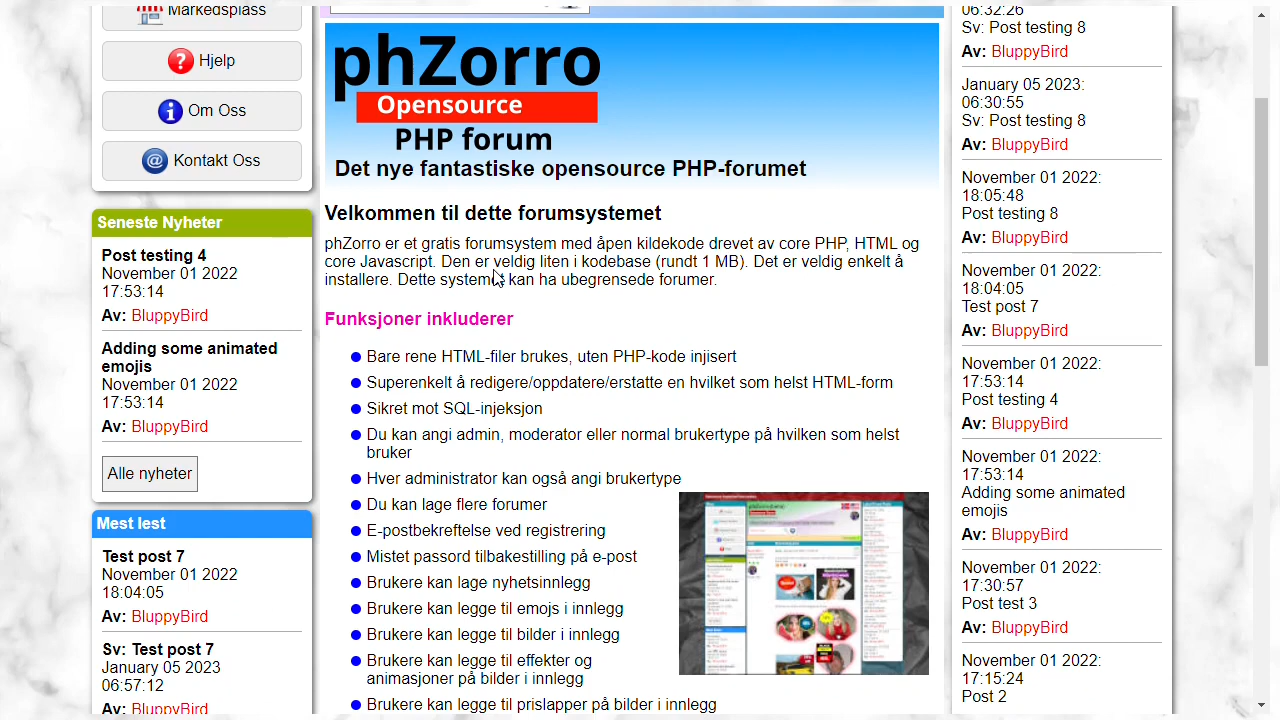 Markedsplass
Hjelp
Om Oss
Kontakt Oss
Seneste Nyheter
Post testing 4
November 01 2022
17:53:14
Av: BluppyBird
Adding some animated
emojis
November 01 2022
17:53:14
Av: BluppyBird
Alle nyheter
Mest lest
Test post 7
November 01 2022
18:04:05
Av: BluppyBird
Sv: Test post 7
January 05 2023
06:57:12
Av: BluppyBird
phZorro
Opensource
PHP forum
Det nye fantastiske opensource PHP-forumet
Velkommen til dette forumsystemet
phZorro er et gratis forumsystem med åpen kildekode drevet av core PHP, HTML og
core Javascript. Den er veldig liten i kodebase (rundt 1 MB). Det er veldig enkelt å
installere. Dette systemet kan ha ubegrensede forumer.
Funksjoner inkluderer
Bare rene HTML-filer brukes, uten PHP-kode injisert
Superenkelt å redigere/oppdatere/erstatte en hvilket som helst HTML-form
Sikret mot SQL-injeksjon
Du kan angi admin, moderator eller normal brukertype på hvilken som helst
bruker
Hver administrator kan også angi brukertype
Du kan lage flere forumer
E-postbekreftelse ved registrering
Mistet passord tilbakestilling på e-post
Brukere kan lage nyhetsinnlegg
Brukere kan legge til emojs i innlegg
Brukere kan legge til bilder i innlegg
Brukere kan legge til effekter og
animasjoner på bilder i innlegg
Brukere kan legge til prislapper på bilder i innlegg
06:32:26
Sv: Post testing 8
Av: BluppyBird
January 05 2023:
06:30:55
Sv: Post testing 8
Av: BluppyBird
November 01 2022:
18:05:48
Post testing 8
Av: BluppyBird
November 01 2022:
18:04:05
Test post 7
Av: BluppyBird
November 01 2022:
17:53:14
Post testing 4
Av: BluppyBird
November 01 2022:
17:53:14
Adding some animated
emojis
Av: BluppyBird
November 01 2022:
17:30:57
Post test 3
Av: BluppyBird
November 01 2022:
17:15:24
Post 2